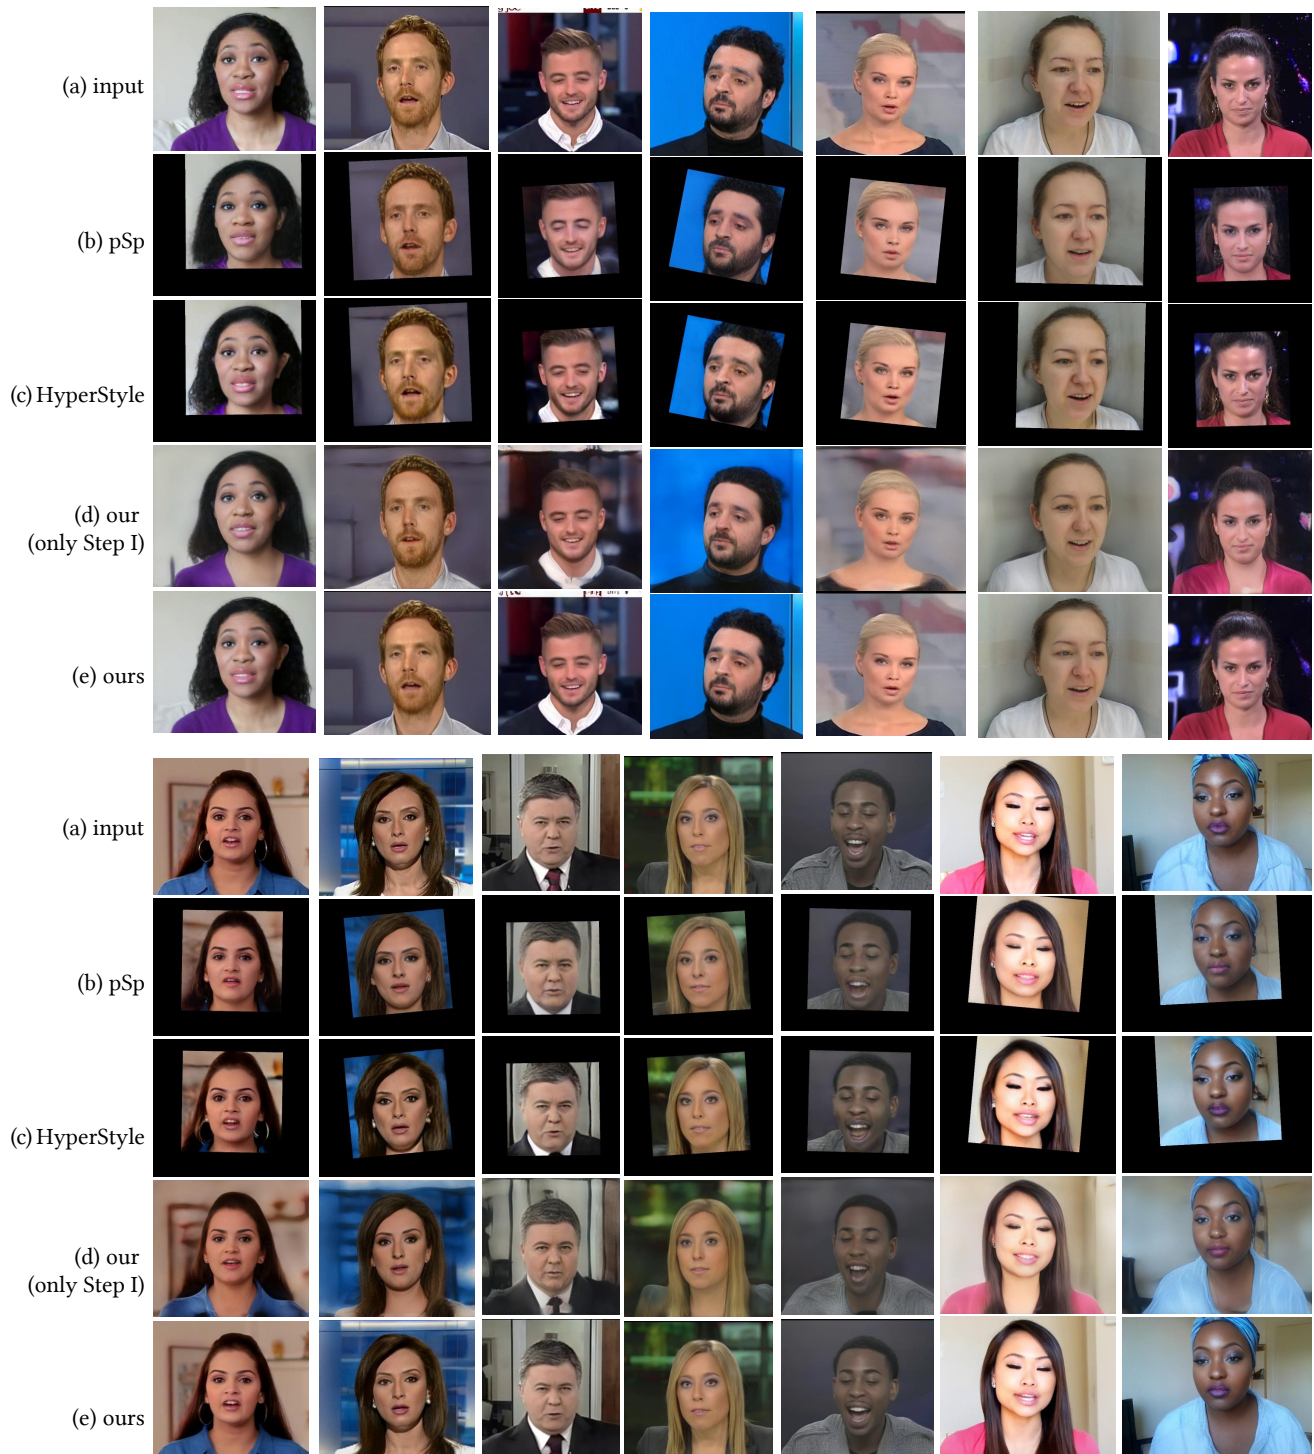 (a) input
(b) pSp
(c) HyperStyle
(d) our
(only Step I)
(e) ours
(a) input
(b) pSp
(c) HyperStyle
(d) our
(only Step I)
(e) ours